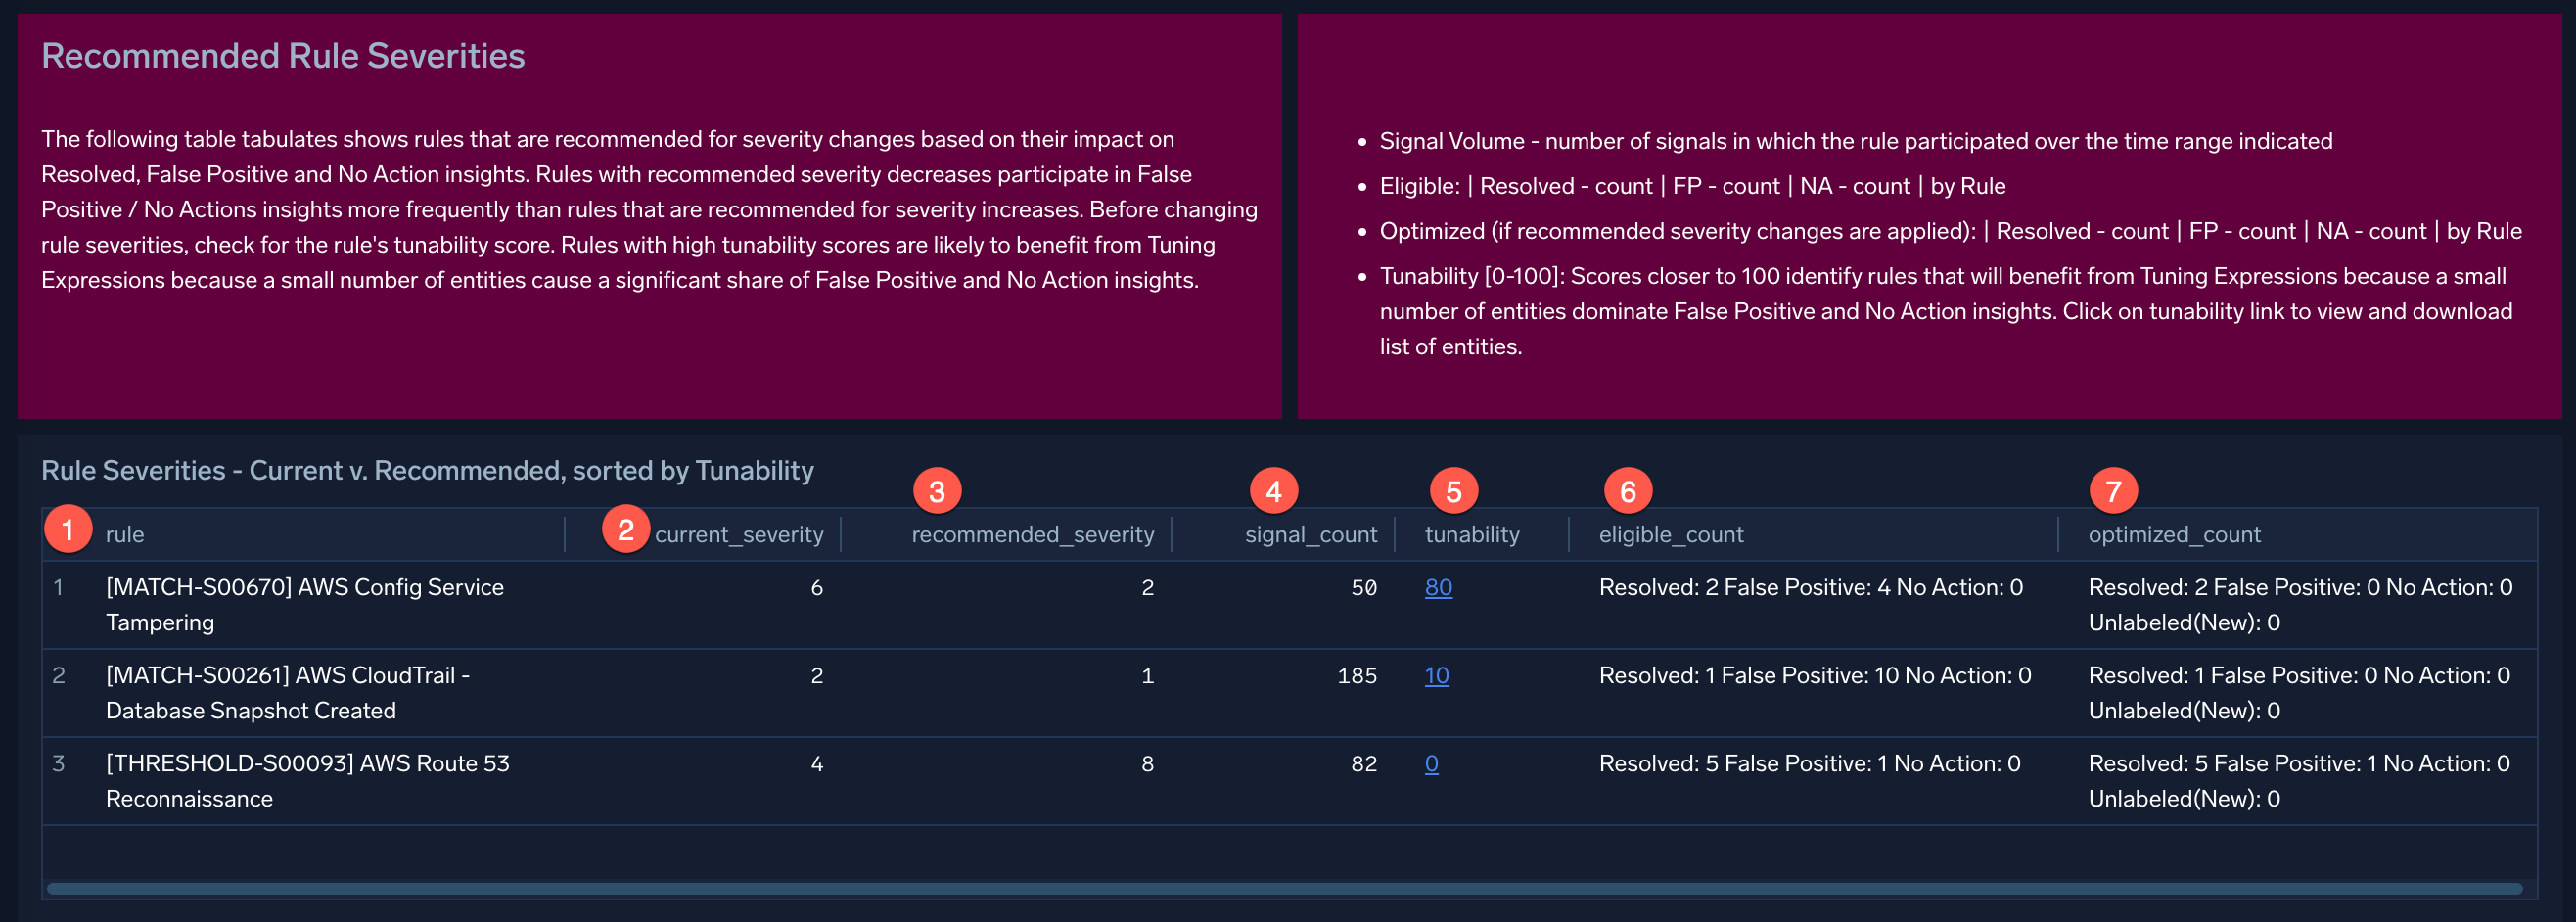 Recommended Rule Severities
The following table tabulates shows rules that are recommended for severity changes based on their impact on
Resolved, False Positive and No Action insights. Rules with recommended severity decreases participate in False
Positive / No Actions insights more frequently than rules that are recommended for severity increases. Before changing
rule severities, check for the rule's tunability score. Rules with high tunability scores are likely to benefit from Tuning
Expressions because a small number of entities cause a significant share of False Positive and No Action insights.
• Signal Volume - number of signals in which the rule participated over the time range indicated
• Eligible: | Resolved - count | FP - count | NA - count | by Rule
• Optimized (if recommended severity changes are applied): | Resolved - count | FP - count | NA - count | by Rule
• Tunability [0-100]: Scores closer to 100 identify rules that will benefit from Tuning Expressions because a small
number of entities dominate False Positive and No Action insights. Click on tunability link to view and download
list of entities.
Rule Severities - Current v. Recommended, sorted by Tunability
1 rule 2 current_severity 3 recommended_severity 4 signal_count 5 tunability 6 eligible_count 7 optimized_count
1 [MATCH-S00670] AWS Config Service 6 2 50 80 Resolved: 2 False Positive: 4 No Action: 0 Resolved: 2 False Positive: 0 No Action: 0
Tampering Unlabeled(New): 0
2 [MATCH-S00261] AWS CloudTrail - 2 1 185 10 Resolved: 1 False Positive: 10 No Action: 0 Resolved: 1 False Positive: 0 No Action: 0
Database Snapshot Created Unlabeled(New): 0
3 [THRESHOLD-S00093] AWS Route 53 4 8 82 0 Resolved: 5 False Positive: 1 No Action: 0 Resolved: 5 False Positive: 1 No Action: 0
Reconnaissance Unlabeled(New): 0